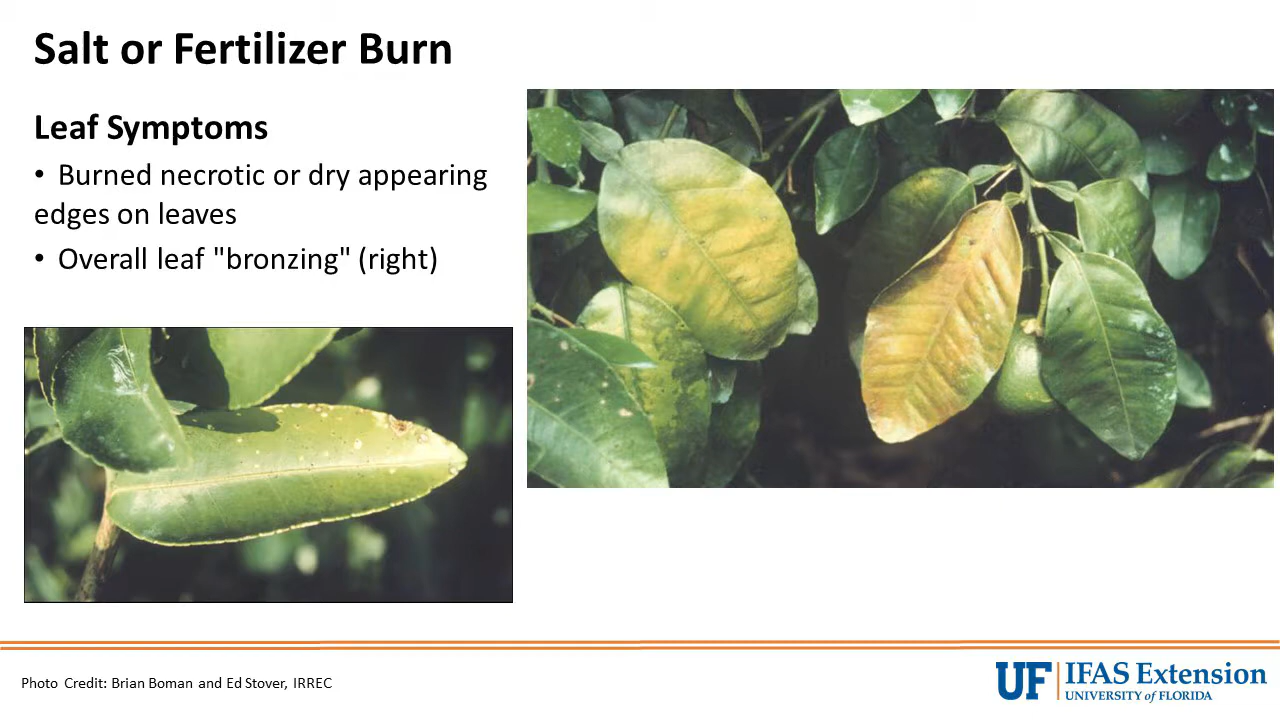 Salt or Fertilizer Burn
Leaf Symptoms
• Burned necrotic or dry appearing
edges on leaves
• Overall leaf "bronzing" (right)
Photo Credit: Brian Boman and Ed Stover, IRREC
UF IFAS Extension
UNIVERSITY of FLORIDA